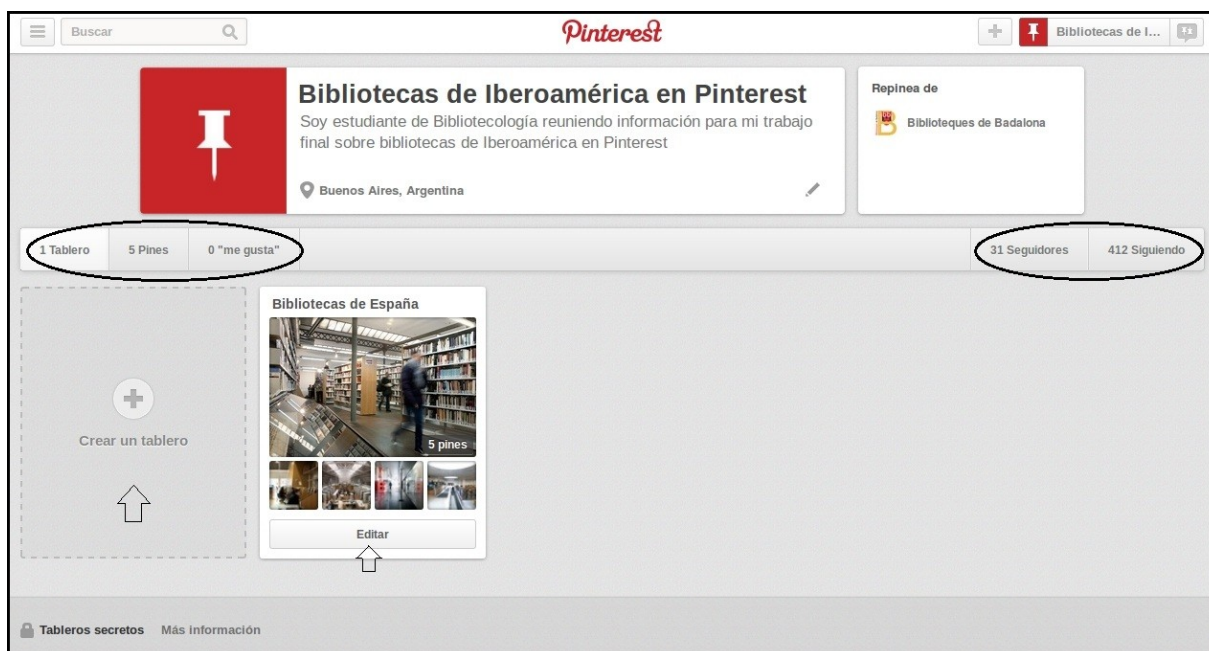 Buscar
Pinterest
Bibliotecas de I...
Bibliotecas de Iberoamérica en Pinterest
Soy estudiante de Bibliotecología reuniendo información para mi trabajo
final sobre bibliotecas de Iberoamérica en Pinterest
Buenos Aires, Argentina
Repinea de
Biblioteques de Badalona
1 Tablero
5 Pines
0 "me gusta"
31 Seguidores
412 Siguiendo
Crear un tablero
Bibliotecas de España
5 pines
Editar
Tableros secretos
Más información